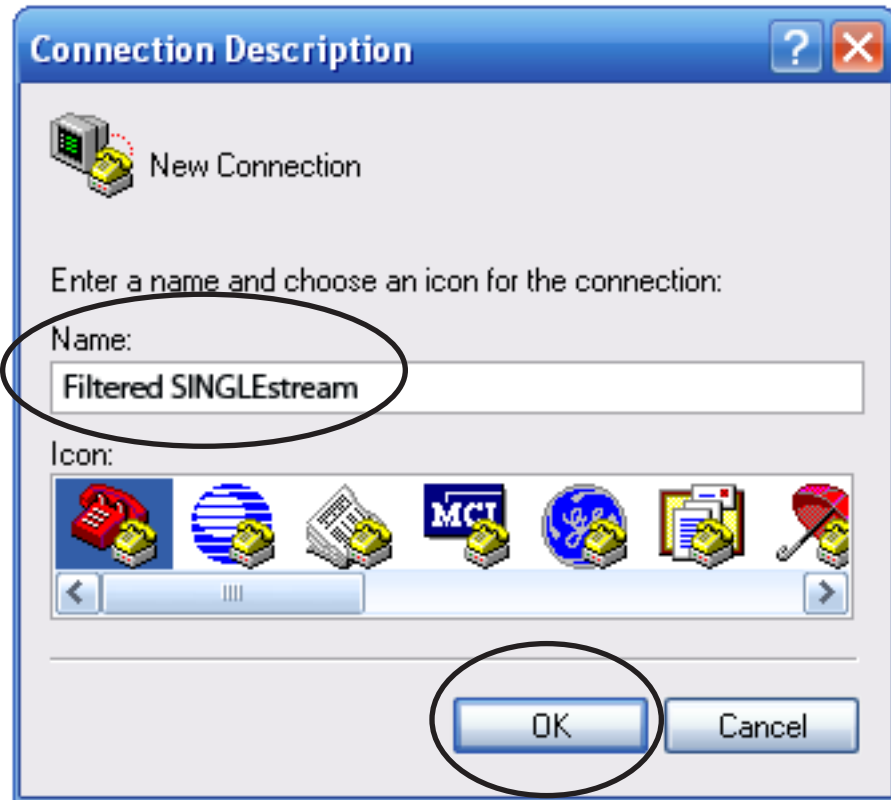 Connection Description
?
New Connection
Enter a name and choose an icon for the connection:
Name:
Filtered SINGLEstream
Icon:
MCI
OK
Cancel